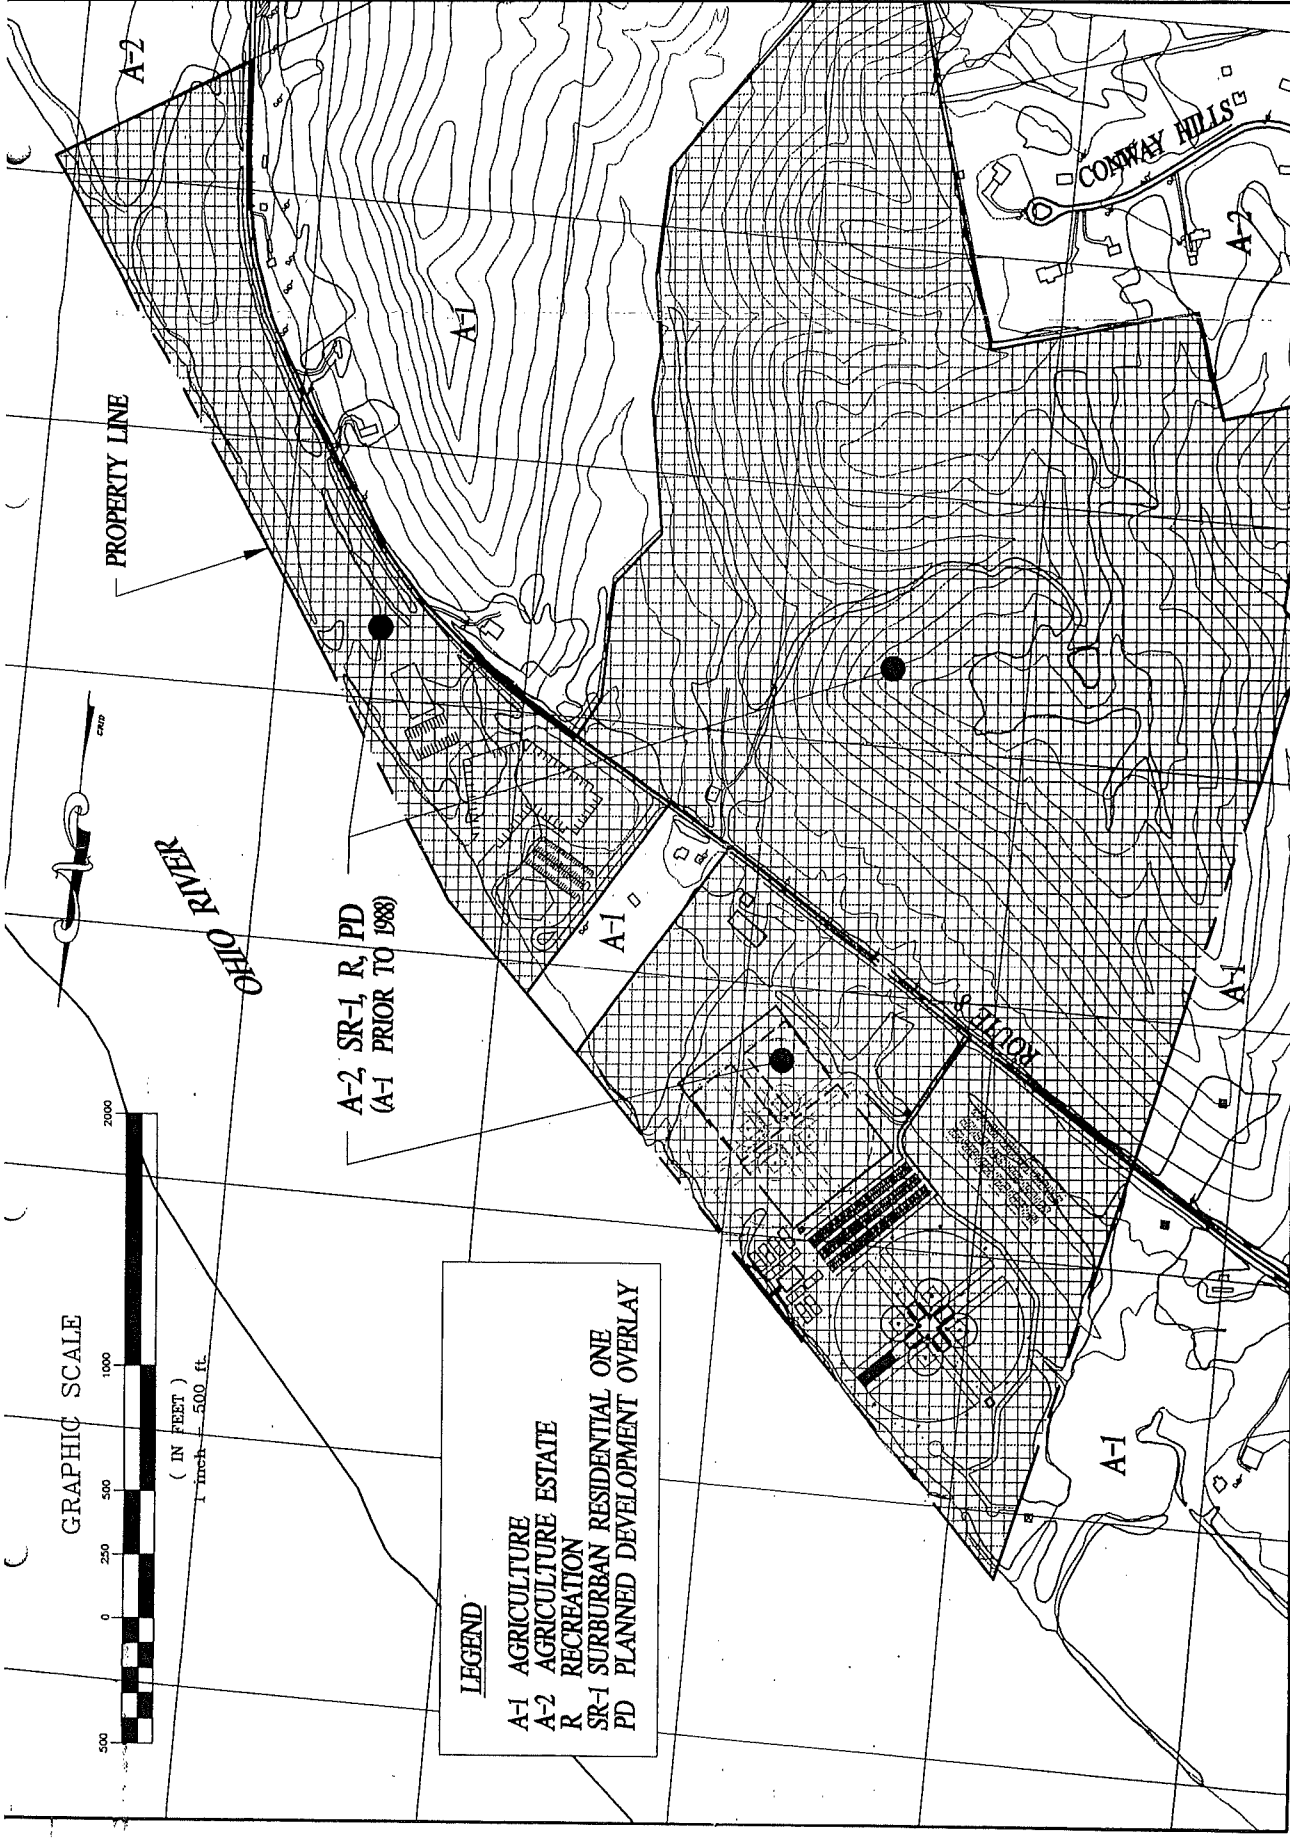 GRAPHIC SCALE
500
0
250
500
1000
2000
( IN FEET )
1 inch = 500 ft.
GRID
OHIO RIVER
PROPERTY LINE
A-2
A-2, SR-1, R, PD
(A-1 PRIOR TO 1988)
A-1
A-1
ROUTE 8
CONWAY HILLS
A-2
A-1
A-1
LEGEND
A-1 AGRICULTURE
A-2 AGRICULTURE ESTATE
R RECREATION
SR-1 SURBURBAN RESIDENTIAL ONE
PD PLANNED DEVELOPMENT OVERLAY